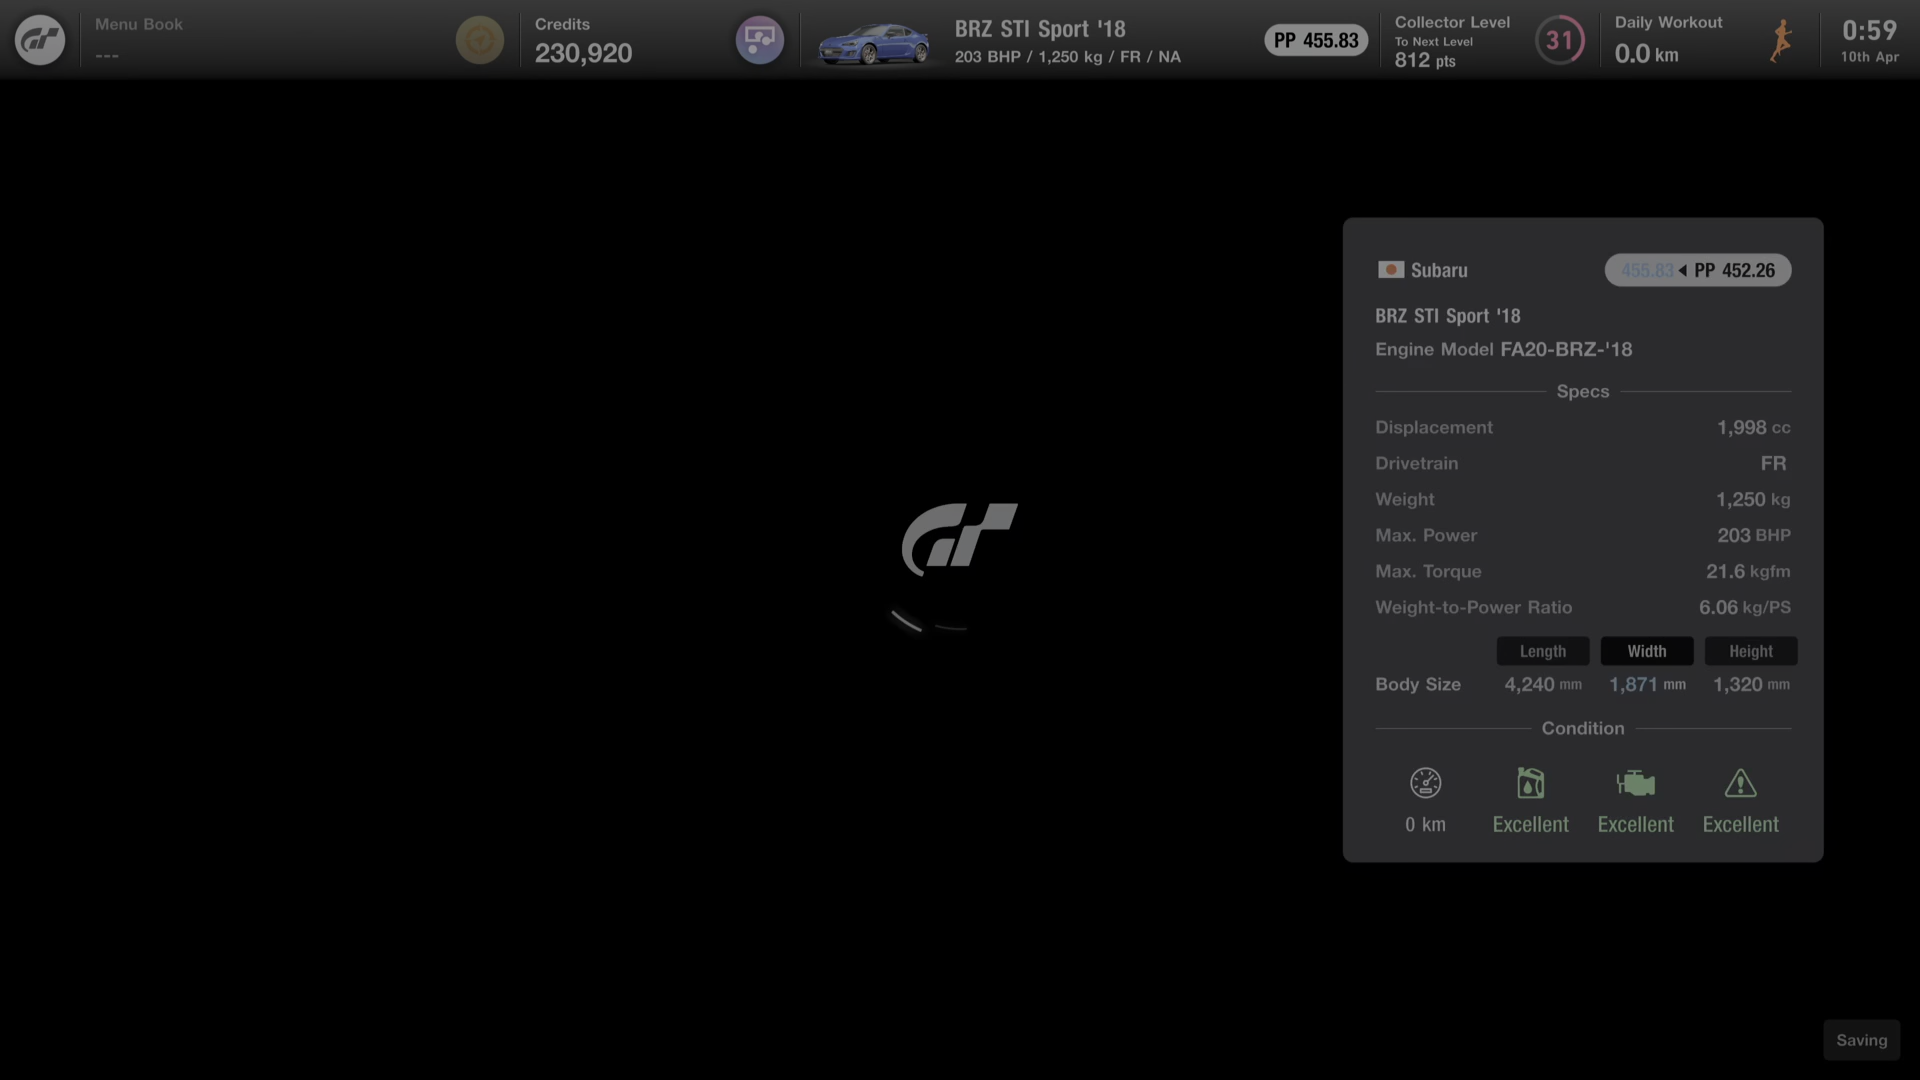 Menu Book
---
Credits
230,920
BRZ STI Sport '18
203 BHP / 1,250 kg / FR / NA
PP 455.83
Collector Level
To Next Level
812 pts
31
Daily Workout
0.0 km
0:59
10th Apr
Subaru
455.83 ◀ PP 452.26
BRZ STI Sport '18
Engine Model FA20-BRZ-'18
Specs
Displacement 1,998 cc
Drivetrain FR
Weight 1,250 kg
Max. Power 203 BHP
Max. Torque 21.6 kgfm
Weight-to-Power Ratio 6.06 kg/PS
Length Width Height
Body Size 4,240 mm 1,871 mm 1,320 mm
Condition
0 km Excellent Excellent Excellent
Saving